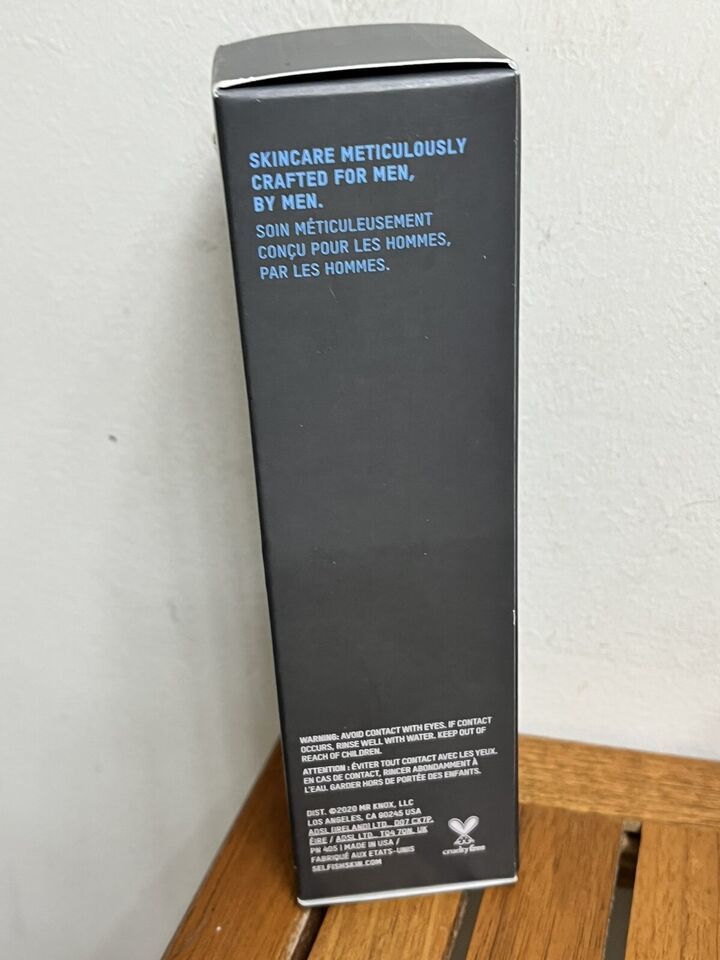 SKINCARE METICULOUSLY
CRAFTED FOR MEN,
BY MEN.
SOIN MÉTICULEUSEMENT
CONÇU POUR LES HOMMES,
PAR LES HOMMES.
WARNING: AVOID CONTACT WITH EYES. IF CONTACT
OCCURS, RINSE WELL WITH WATER. KEEP OUT OF
REACH OF CHILDREN.
ATTENTION : ÉVITER TOUT CONTACT AVEC LES YEUX.
EN CAS DE CONTACT, RINCER ABONDAMMENT À
L'EAU. GARDER HORS DE PORTÉE DES ENFANTS.
DIST. ©2020 MR KNOX, LLC
LOS ANGELES, CA 90245 USA
ADSL (IRELAND) LTD., D07 CX7P,
ÉIRE / ADSL LTD., TQ4 7QN, UK
PN 405 | MADE IN USA /
FABRIQUÉ AUX ETATS-UNIS
SELFISHSKIN.COM
cruelty free